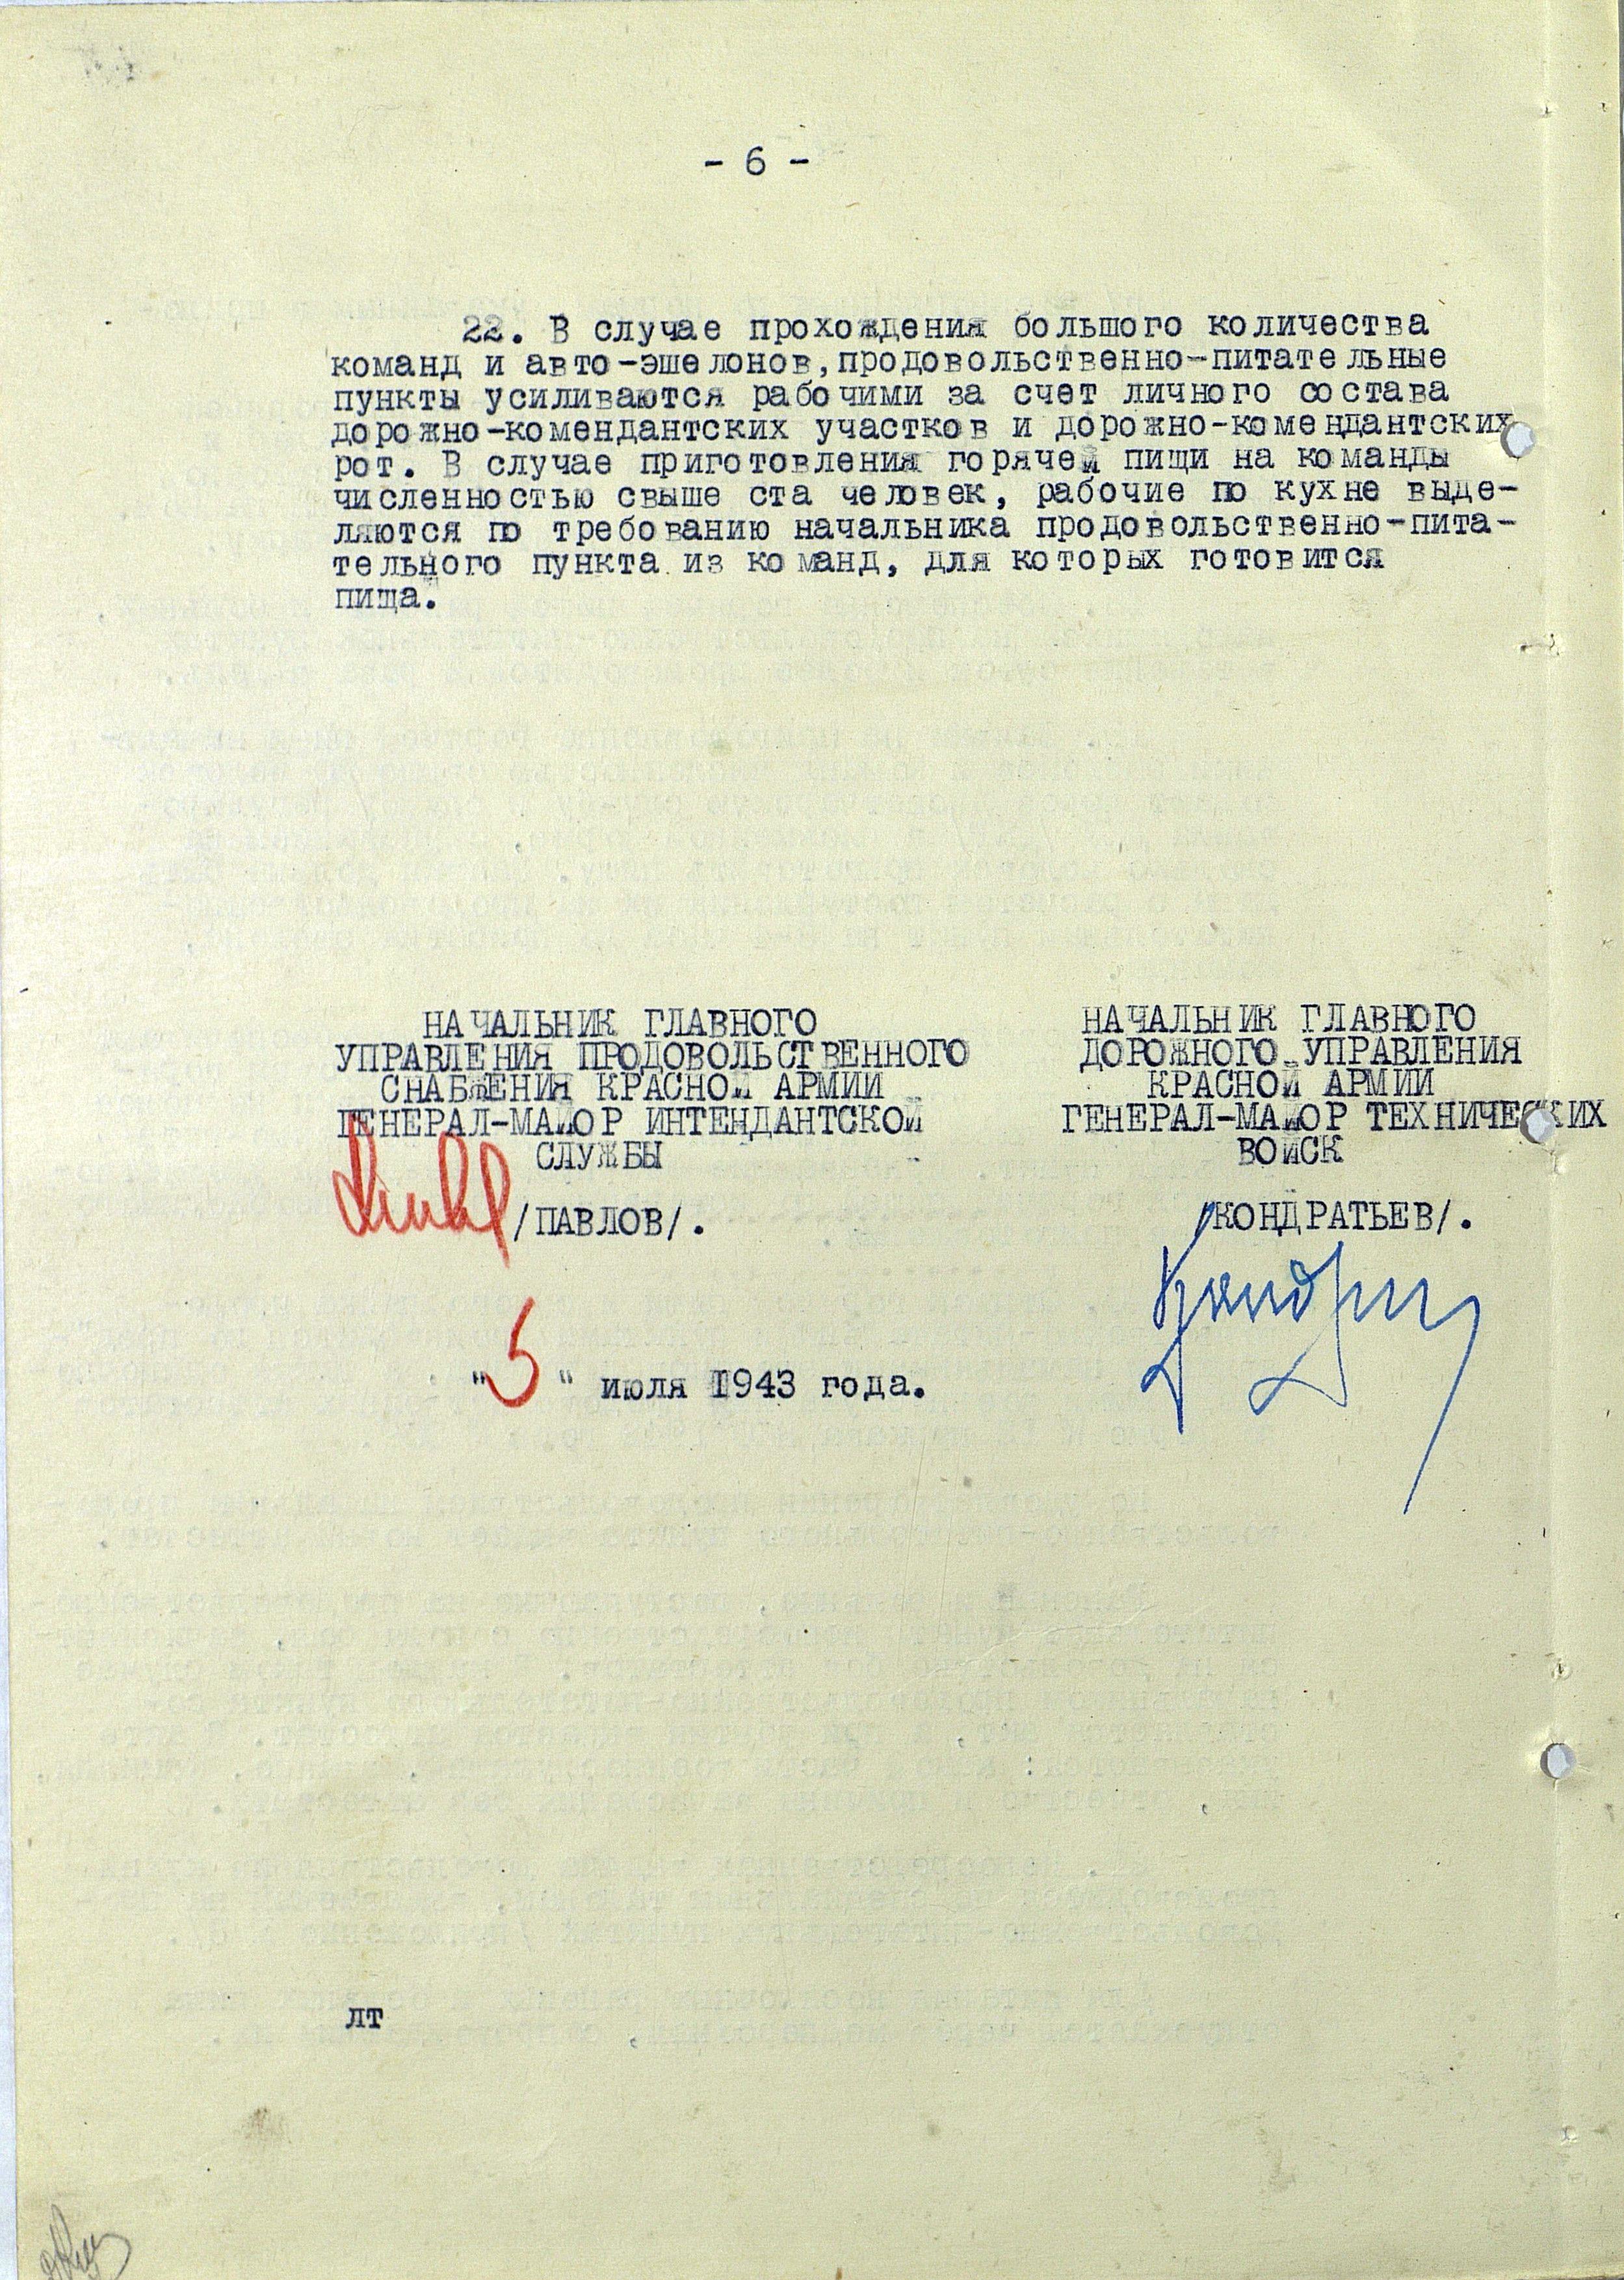 - 6 -
22. В случае прохождения большого количества
команд и авто-эшелонов, продовольственно-питательные
пункты усиливаются рабочими за счет личного состава
дорожно-комендантских участков и дорожно-комендантских
рот. В случае приготовления горячей пищи на команды
численностью свыше ста человек, рабочие по кухне выде-
ляются по требованию начальника продовольственно-пита-
тельного пункта из команд, для которых готовится
пища.
НАЧАЛЬНИК ГЛАВНОГО
УПРАВЛЕНИЯ ПРОДОВОЛЬСТВЕННОГО
СНАБЖЕНИЯ КРАСНОЙ АРМИИ
ГЕНЕРАЛ-МАЙОР ИНТЕНДАНТСКОЙ
СЛУЖБЫ
/ПАВЛОВ/.
НАЧАЛЬНИК ГЛАВНОГО
ДОРОЖНОГО УПРАВЛЕНИЯ
КРАСНОЙ АРМИИ
ГЕНЕРАЛ-МАЙОР ТЕХНИЧЕСКИХ
ВОЙСК
/КОНДРАТЬЕВ/.
"5" июля 1943 года.
лт